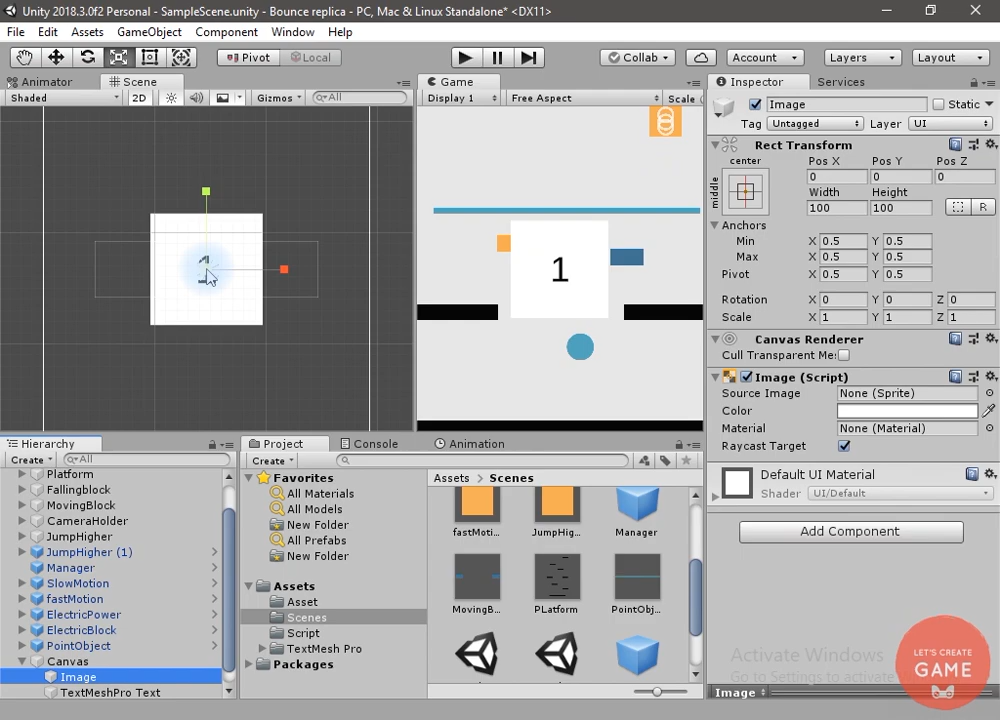 Unity 2018.3.0f2 Personal - SampleScene.unity - Bounce replica - PC, Mac & Linux Standalone* <DX11>
File Edit Assets GameObject Component Window Help
Pivot Local Collab Account Layers Layout
Animator Scene Game Inspector Services
Shaded 2D Gizmos All Display 1 Free Aspect Scale
Image Static
Tag Untagged Layer UI
Rect Transform
center Pos X Pos Y Pos Z
middle 0 0 0
Width Height
100 100 R
Anchors
Min X 0.5 Y 0.5
Max X 0.5 Y 0.5
Pivot X 0.5 Y 0.5
Rotation X 0 Y 0 Z 0
Scale X 1 Y 1 Z 1
Canvas Renderer
Cull Transparent Me:
Image (Script)
Source Image None (Sprite)
Color
Material None (Material)
Raycast Target
Default UI Material
Shader UI/Default
Add Component
1
1
Hierarchy
Create All
Platform
Fallingblock
MovingBlock
CameraHolder
JumpHigher
JumpHigher (1)
Manager
SlowMotion
fastMotion
ElectricPower
ElectricBlock
PointObject
Canvas
Image
TextMeshPro Text
Project Console Animation
Create
Favorites
All Materials
All Models
New Folder
All Prefabs
New Folder
Assets
Asset
Scenes
Script
TextMesh Pro
Packages
Assets Scenes
fastMoti... JumpHig... Manager
MovingB... PLatform PointObj...
Activate Windows
Go to Settings to activate
Image
LET'S CREATE
GAME